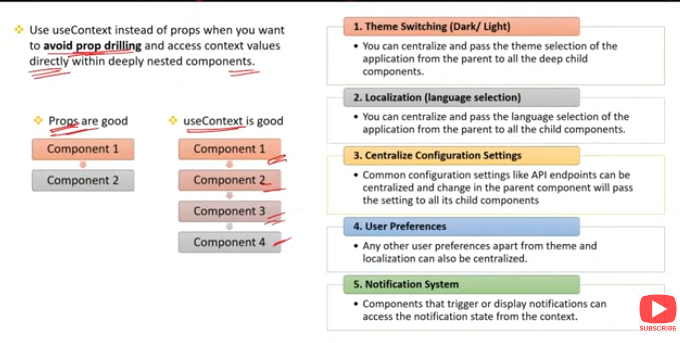 Use useContext instead of props when you want
to avoid prop drilling and access context values
directly within deeply nested components.
Props are good
Component 1
Component 2
useContext is good
Component 1
Component 2
Component 3
Component 4
1. Theme Switching (Dark/ Light)
• You can centralize and pass the theme selection of the
application from the parent to all the deep child
components.
2. Localization (language selection)
• You can centralize and pass the language selection of the
application from the parent to all the child components.
3. Centralize Configuration Settings
• Common configuration settings like API endpoints can be
centralized and change in the parent component will pass
the setting to all its child components
4. User Preferences
• Any other user preferences apart from theme and
localization can also be centralized.
5. Notification System
• Components that trigger or display notifications can
access the notification state from the context.
SUBSCRIBE